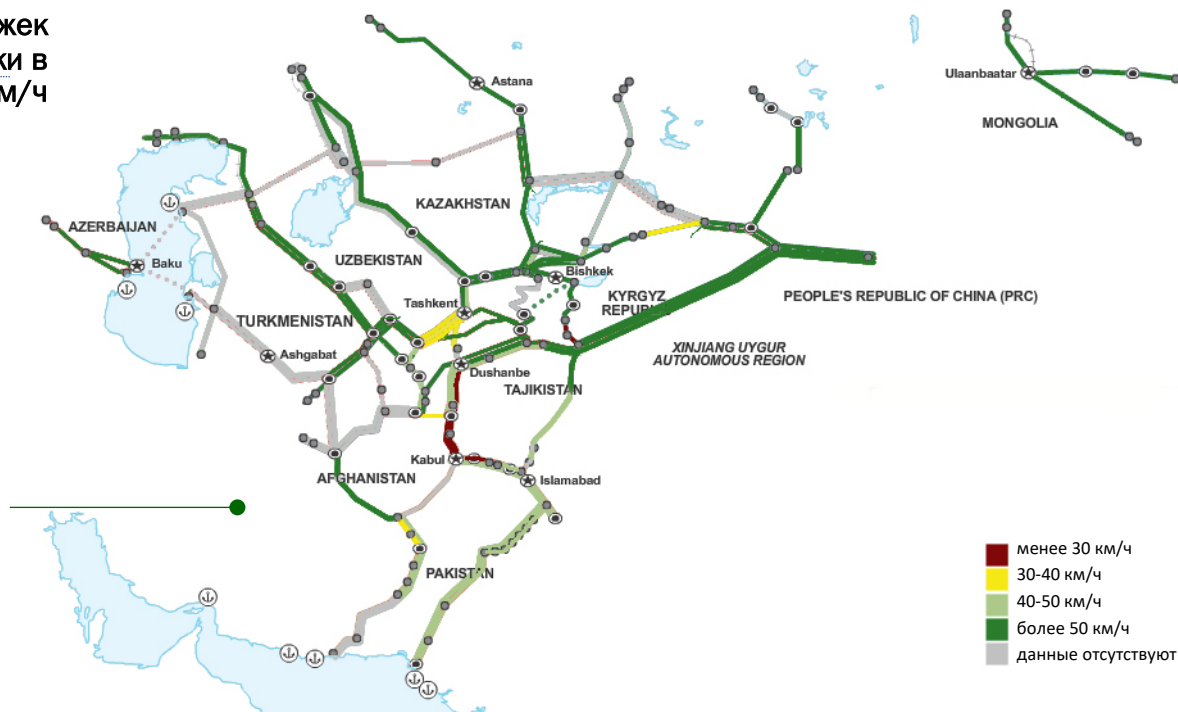 жек
ки в
м/ч
Astana
Ulaanbaatar
MONGOLIA
KAZAKHSTAN
AZERBAIJAN
Baku
UZBEKISTAN
Bishkek
Tashkent
KYRGYZ
REPUBLIC
PEOPLE'S REPUBLIC OF CHINA (PRC)
TURKMENISTAN
XINJIANG UYGUR
AUTONOMOUS REGION
Ashgabat
Dushanbe
TAJIKISTAN
Kabul
AFGHANISTAN
Islamabad
PAKISTAN
менее 30 км/ч
30-40 км/ч
40-50 км/ч
более 50 км/ч
данные отсутствуют